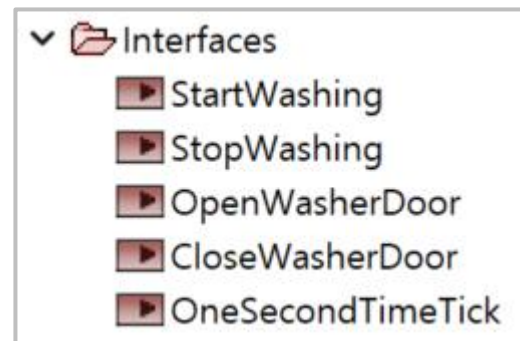 Interfaces
StartWashing
StopWashing
OpenWasherDoor
CloseWasherDoor
OneSecondTimeTick